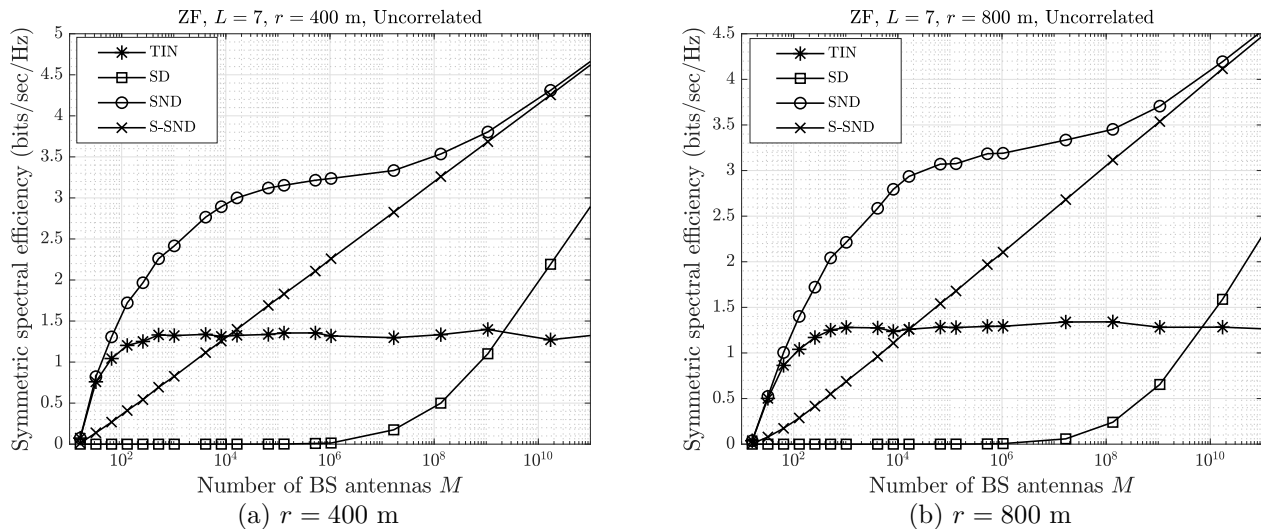 ZF, L = 7, r = 400 m, Uncorrelated
Symmetric spectral efficiency (bits/sec/Hz)
5
4.5
4
3.5
3
2.5
2
1.5
1
0.5
0
TIN
SD
SND
S-SND
10^2
10^4
10^6
10^8
10^10
Number of BS antennas M
(a) r = 400 m
ZF, L = 7, r = 800 m, Uncorrelated
Symmetric spectral efficiency (bits/sec/Hz)
4.5
4
3.5
3
2.5
2
1.5
1
0.5
0
TIN
SD
SND
S-SND
10^2
10^4
10^6
10^8
10^10
Number of BS antennas M
(b) r = 800 m